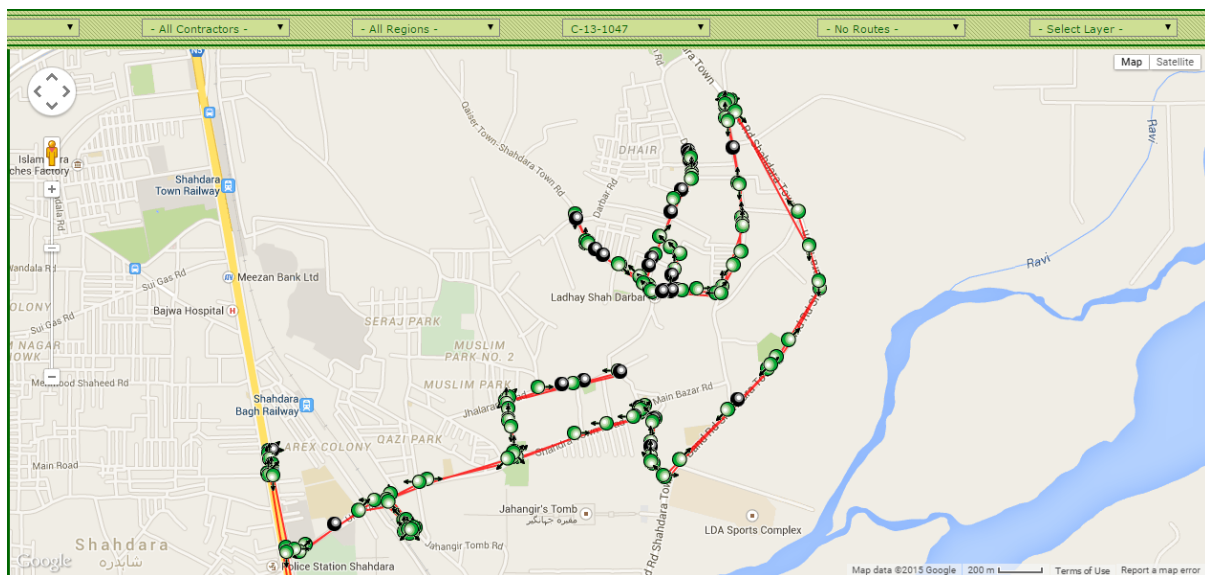 - All Contractors -
- All Regions -
C-13-1047
- No Routes -
- Select Layer -
N5
Map
Satellite
Qaiser Town-Shahdara Town Rd
DHAIR
Darbar Rd
Ravi
Shahdara
Town Railway
Sui Gas Rd
Meezan Bank Ltd
Bajwa Hospital
Sui Gas Rd
Ladhay Shah Darbar
Ravi
SERAJ PARK
MUSLIM
PARK NO. 2
MUSLIM PARK
Main Bazar Rd
Shahdara
Bagh Railway
QAZI PARK
AREX COLONY
Main Road
Jahangir's Tomb
مقبرہ جہانگیر
LDA Sports Complex
Jahangir Tomb Rd
Shahdara
شاہدرہ
Police Station Shahdara
Google
Map data ©2015 Google
200 m
Terms of Use
Report a map error